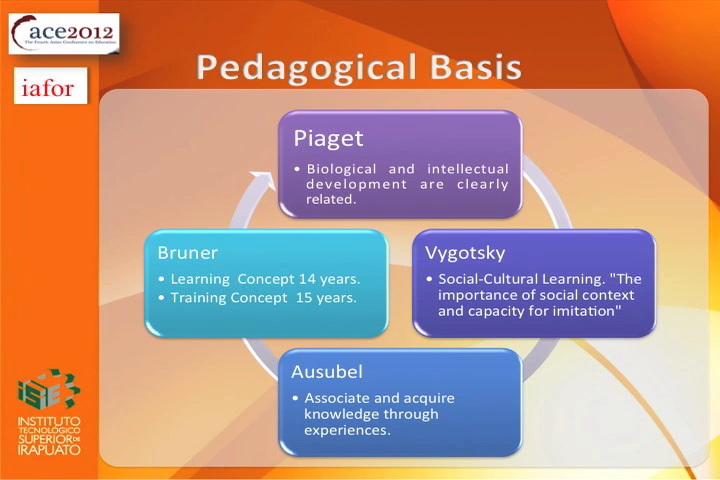 ace2012
The Fourth Asian Conference on Education
iafor
Pedagogical Basis
Piaget
• Biological and intellectual
development are clearly
related.
Bruner
• Learning Concept 14 years.
• Training Concept 15 years.
Vygotsky
• Social-Cultural Learning. "The
importance of social context
and capacity for imitation"
Ausubel
• Associate and acquire
knowledge through
experiences.
INSTITUTO
TECNOLÓGICO
SUPERIOR DE
IRAPUATO